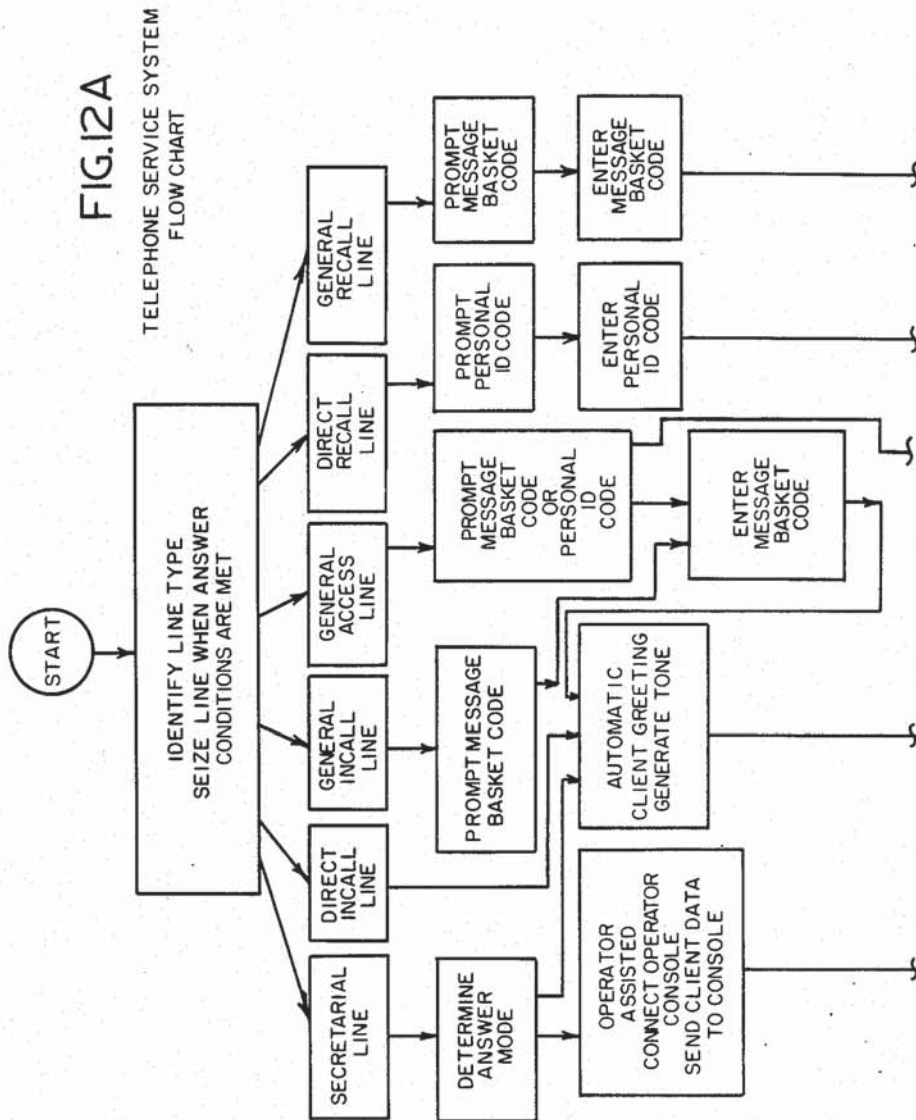 FIG.12A
TELEPHONE SERVICE SYSTEM
FLOW CHART
START
IDENTIFY LINE TYPE
SEIZE LINE WHEN ANSWER
CONDITIONS ARE MET
SECRETARIAL
LINE
DIRECT
INCALL
LINE
GENERAL
INCALL
LINE
GENERAL
ACCESS
LINE
DIRECT
RECALL
LINE
GENERAL
RECALL
LINE
DETERMINE
ANSWER
MODE
PROMPT MESSAGE
BASKET CODE
PROMPT
MESSAGE
BASKET
CODE
OR
PERSONAL
ID
CODE
PROMPT
PERSONAL
ID CODE
PROMPT
MESSAGE
BASKET
CODE
OPERATOR
ASSISTED
CONNECT OPERATOR
CONSOLE
SEND CLIENT DATA
TO CONSOLE
AUTOMATIC
CLIENT GREETING
GENERATE TONE
ENTER
MESSAGE
BASKET
CODE
ENTER
PERSONAL
ID CODE
ENTER
MESSAGE
BASKET
CODE